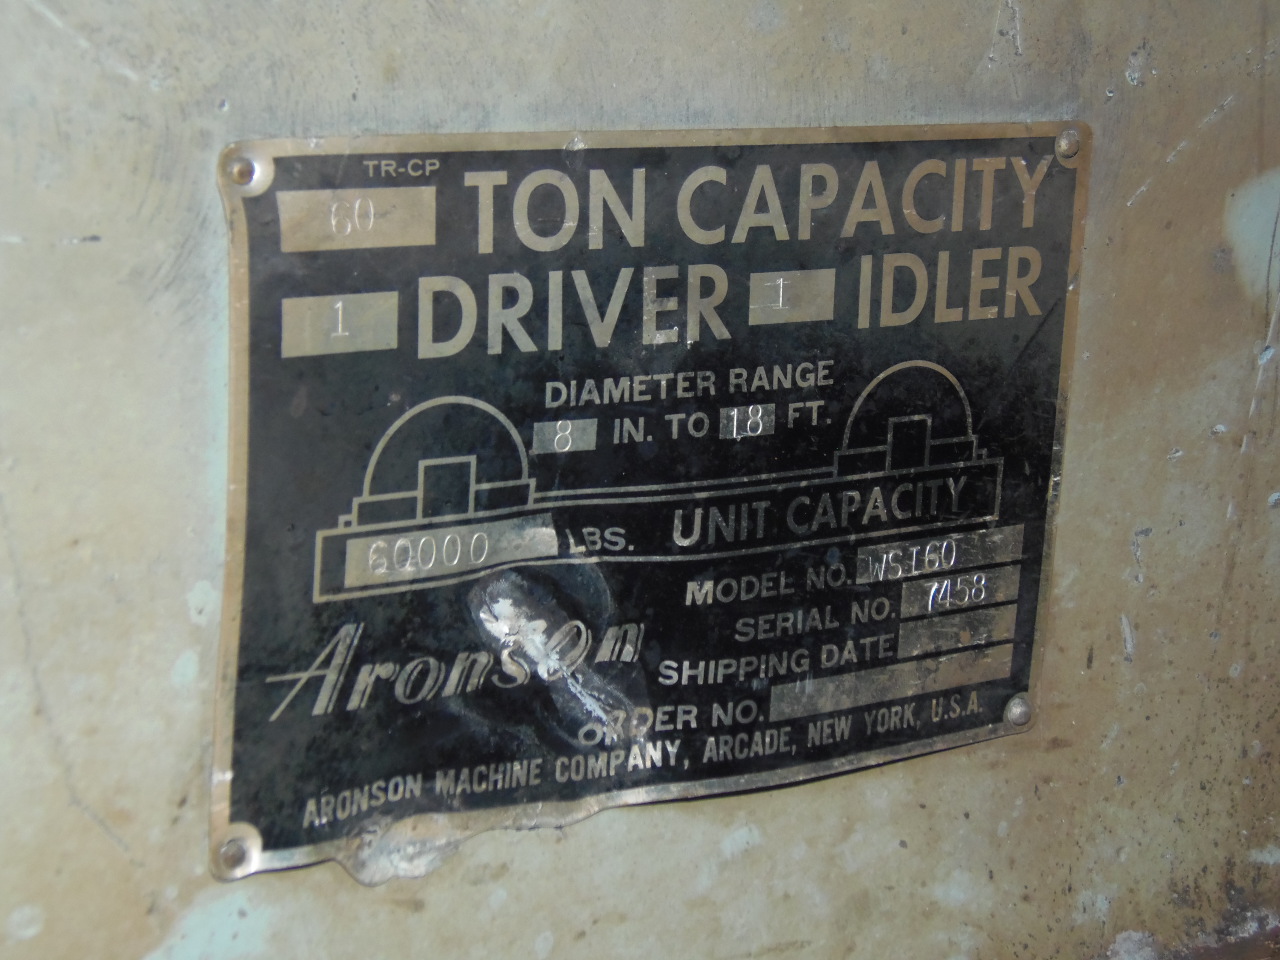 TR-CP
60 TON CAPACITY
1 DRIVER 1 IDLER
DIAMETER RANGE
8 IN. TO 18 FT.
60000 LBS. UNIT CAPACITY
MODEL NO. WSI60
SERIAL NO. 7458
SHIPPING DATE
Aronson
ORDER NO.
ARONSON MACHINE COMPANY, ARCADE, NEW YORK, U.S.A.